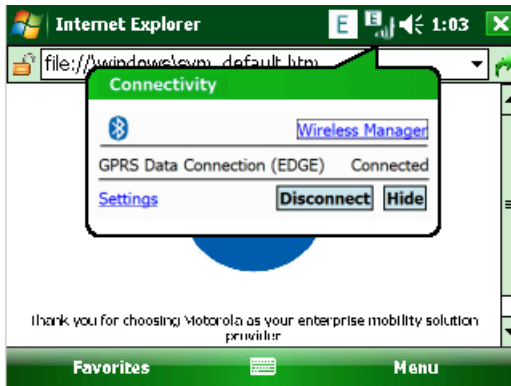 Internet Explorer E E 1:03
file://\windows\sym_default.htm
Connectivity
Wireless Manager
GPRS Data Connection (EDGE) Connected
Settings Disconnect Hide
Thank you for choosing Motorola as your enterprise mobility solution
provider
Favorites Menu